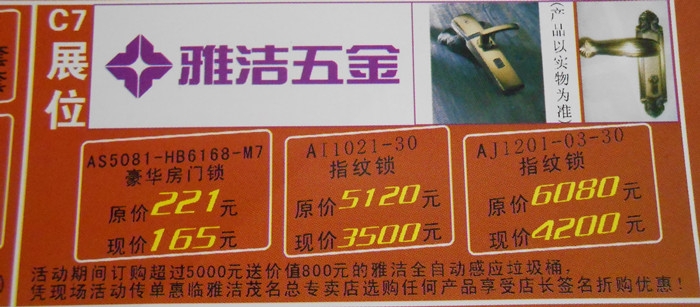 C7
展
位
雅洁五金
(产品以实物为准)
AS5081-HB6168-M7
豪华房门锁
原价221元
现价165元
AI1021-30
指纹锁
原价5120元
现价3500元
AJ1201-03-30
指纹锁
原价6080元
现价4200元
活动期间订购超过5000元送价值800元的雅洁全自动感应垃圾桶，
凭现场活动传单惠临雅洁茂名总专卖店选购任何产品享受店长签名折购优惠！